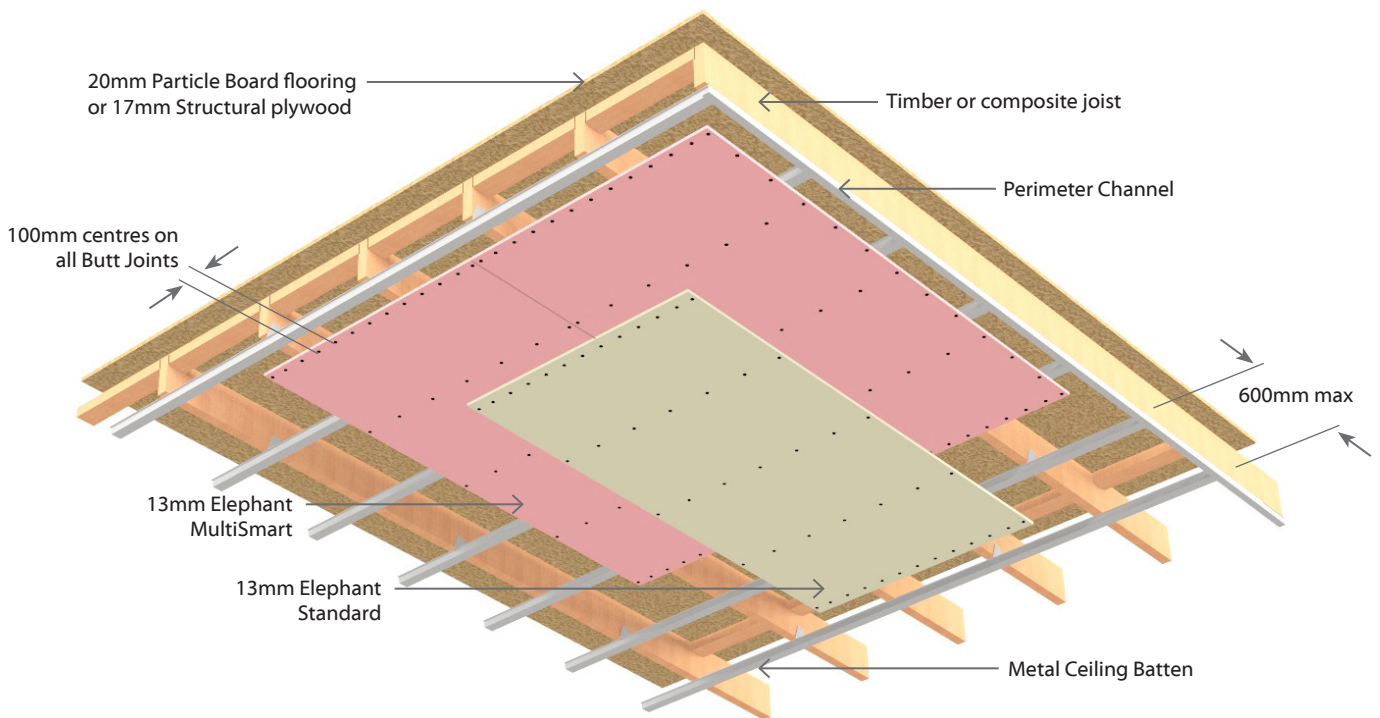 20mm Particle Board flooring
or 17mm Structural plywood
Timber or composite joist
Perimeter Channel
100mm centres on
all Butt Joints
600mm max
13mm Elephant
MultiSmart
13mm Elephant
Standard
Metal Ceiling Batten